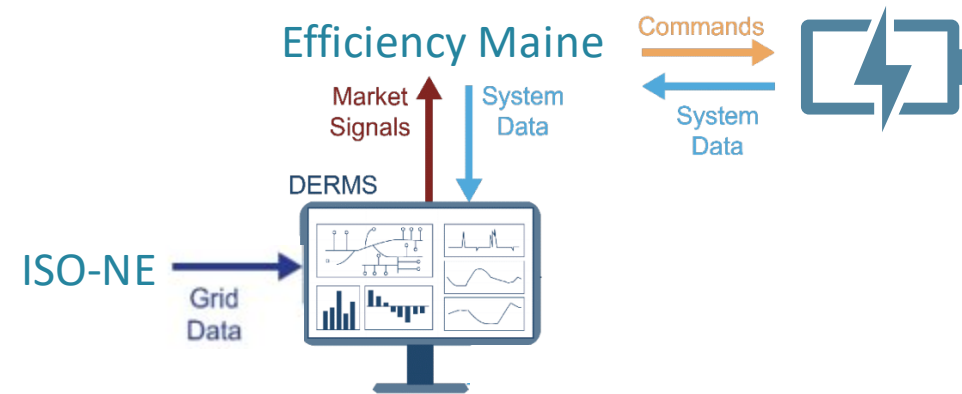 Efficiency Maine
Commands
System
Data
Market
Signals
System
Data
DERMS
ISO-NE
Grid
Data